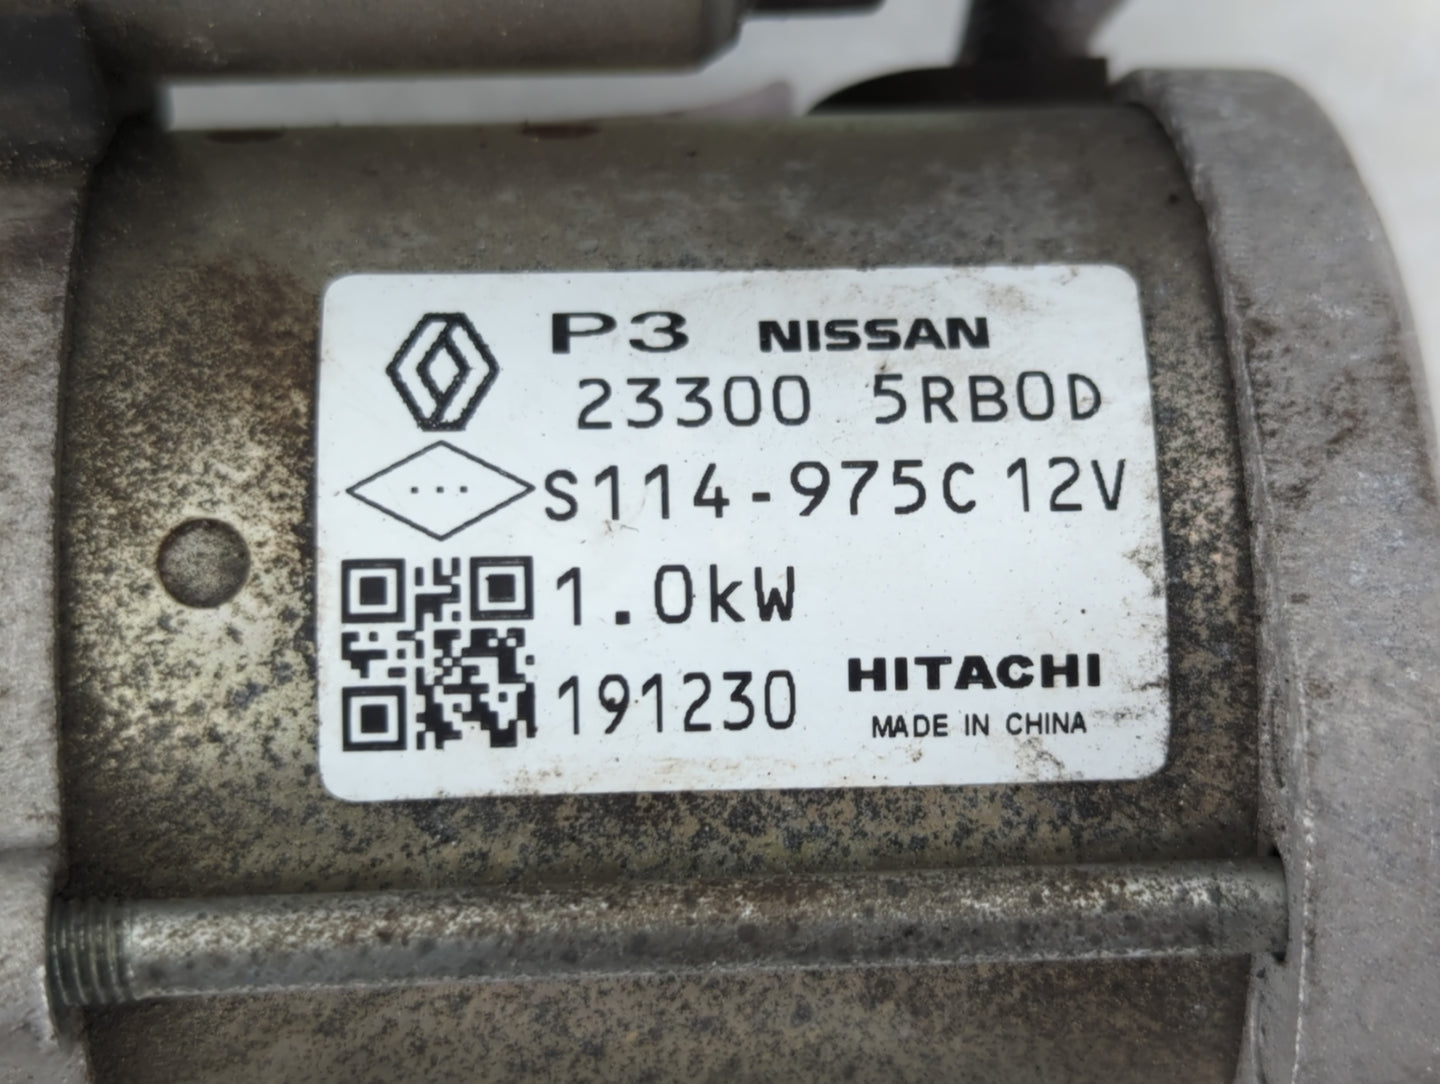 P3 NISSAN
23300 5RB0D
S114-975C 12V
1.0kW
191230 HITACHI
MADE IN CHINA